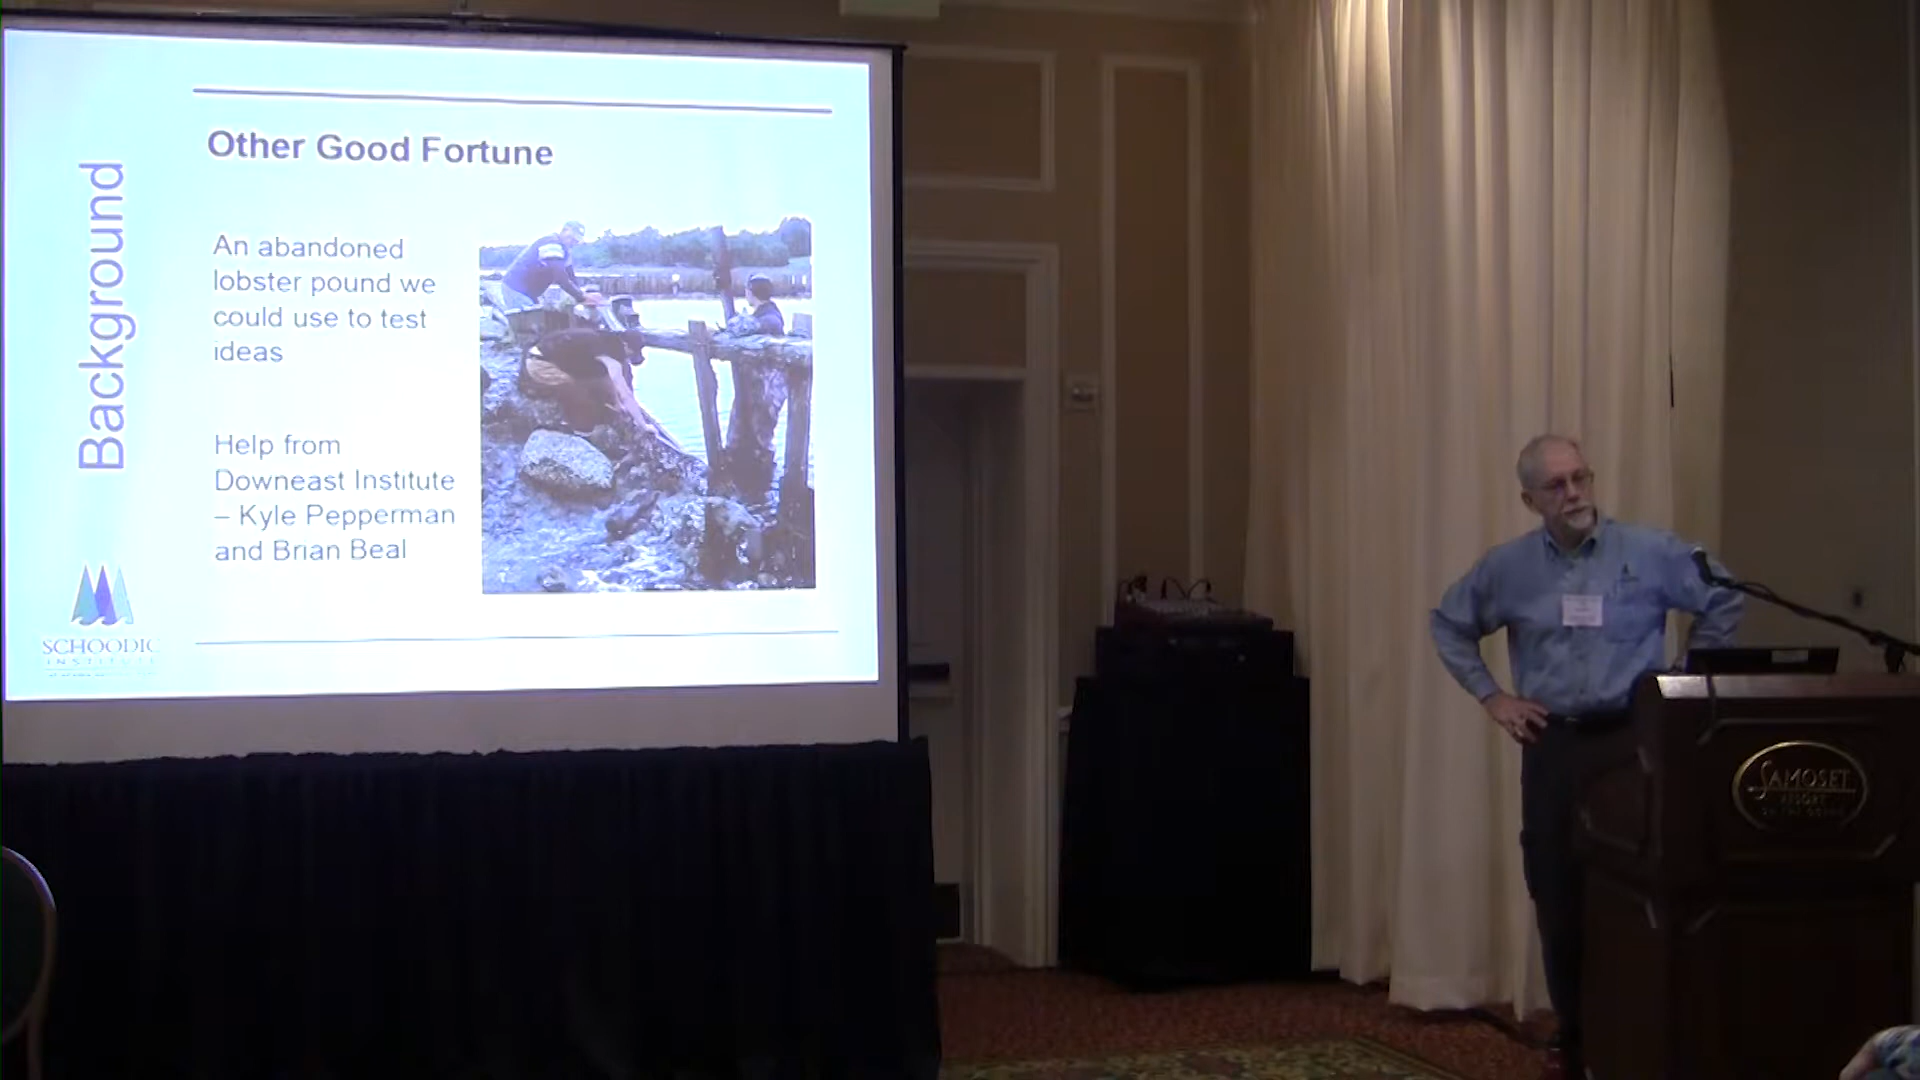 Background
Other Good Fortune
An abandoned
lobster pound we
could use to test
ideas
Help from
Downeast Institute
– Kyle Pepperman
and Brian Beal
SCHOODIC
INSTITUTE
SAMOSET
RESORT